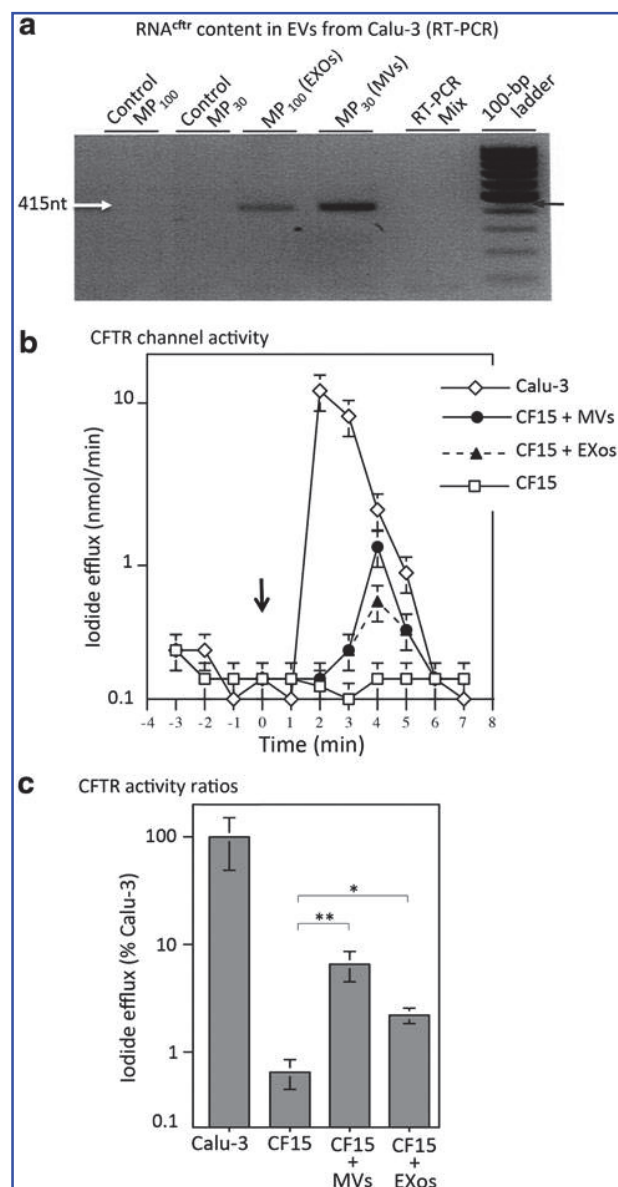 a
RNAcftr content in EVs from Calu-3 (RT-PCR)
Control
MP100
Control
MP30
MP100 (EXOs)
MP30 (MVs)
RT-PCR
Mix
100-bp
ladder
415nt
b
CFTR channel activity
Iodide efflux (nmol/min)
10
1
0.1
Calu-3
CF15 + MVs
CF15 + EXos
CF15
-4 -3 -2 -1 0 1 2 3 4 5 6 7 8
Time (min)
c
CFTR activity ratios
Iodide efflux (% Calu-3)
100
10
1
0.1
*
**
Calu-3 CF15 CF15 CF15
+ +
MVs EXos